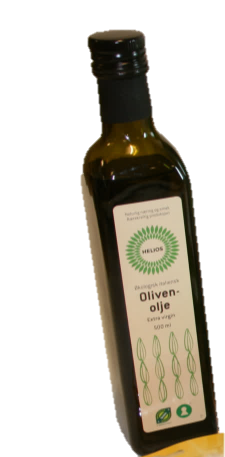 HELIOS
Økologisk italiensk
Oliven-
olje
Extra virgin
500 ml